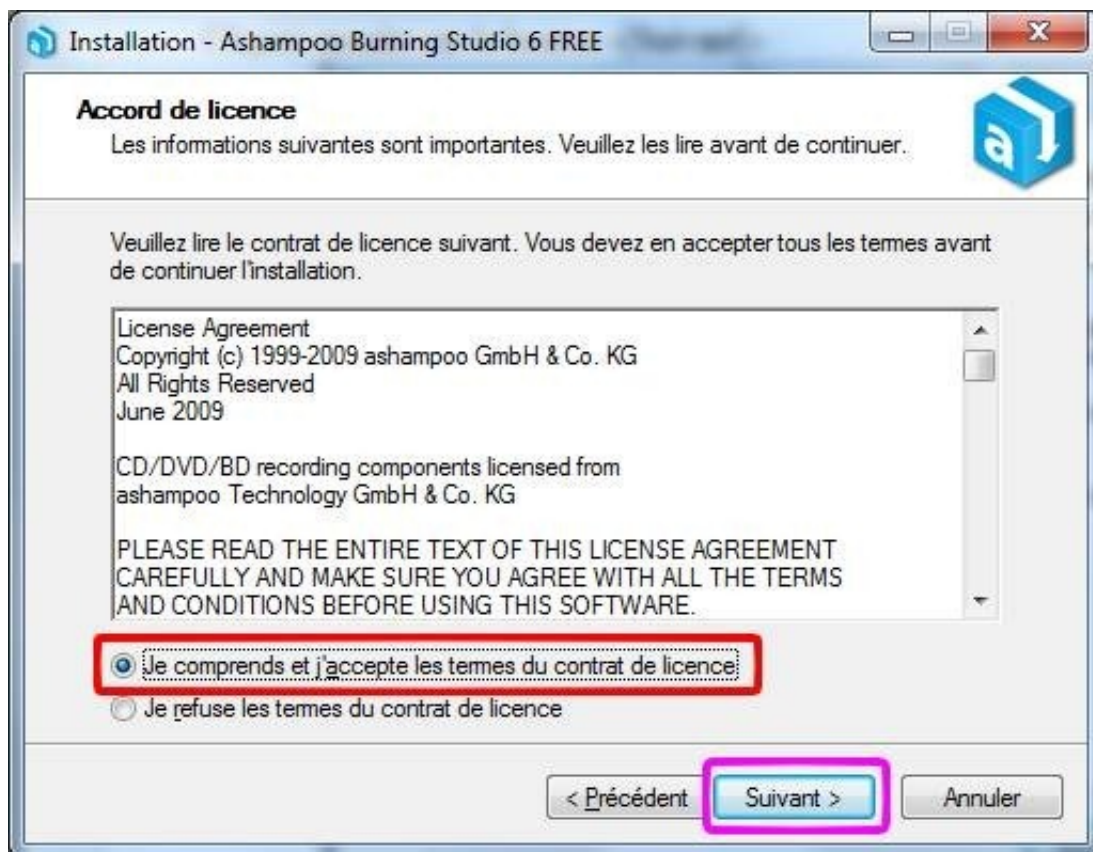 Installation - Ashampoo Burning Studio 6 FREE
Accord de licence
Les informations suivantes sont importantes. Veuillez les lire avant de continuer.
a
Veuillez lire le contrat de licence suivant. Vous devez en accepter tous les termes avant
de continuer l'installation.
License Agreement
Copyright (c) 1999-2009 ashampoo GmbH & Co. KG
All Rights Reserved
June 2009
CD/DVD/BD recording components licensed from
ashampoo Technology GmbH & Co. KG
PLEASE READ THE ENTIRE TEXT OF THIS LICENSE AGREEMENT
CAREFULLY AND MAKE SURE YOU AGREE WITH ALL THE TERMS
AND CONDITIONS BEFORE USING THIS SOFTWARE.
Je comprends et j'accepte les termes du contrat de licence
Je refuse les termes du contrat de licence
< Précédent Suivant > Annuler